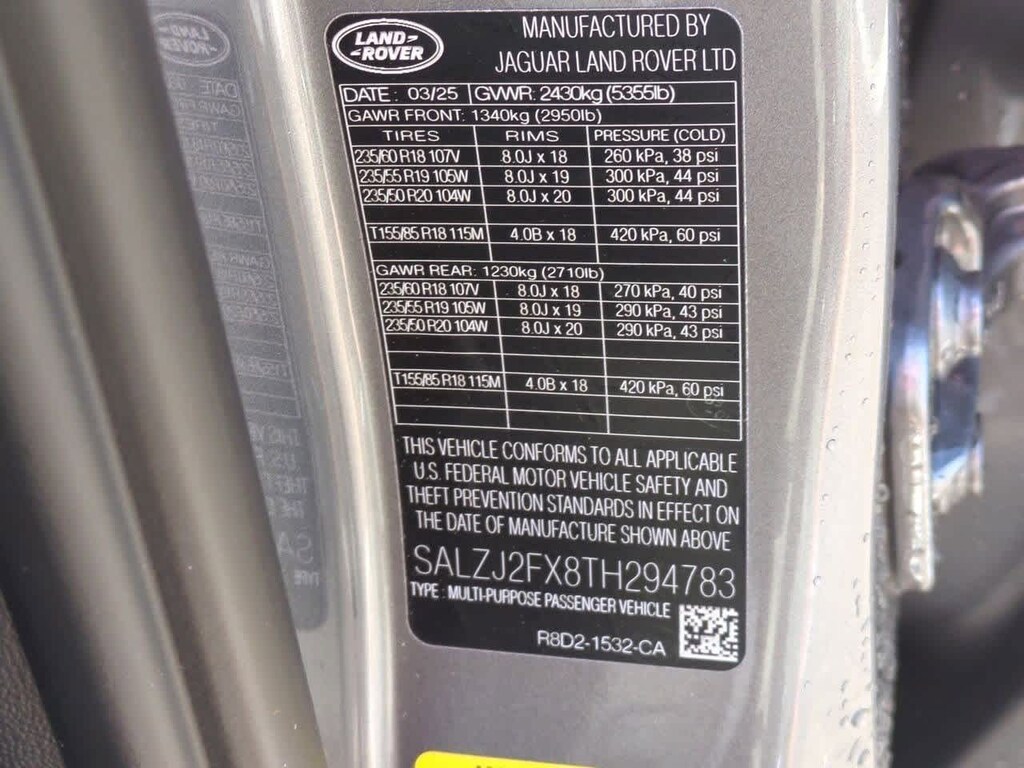 LAND-
-ROVER
MANUFACTURED BY
JAGUAR LAND ROVER LTD
DATE: 03/25 GVWR: 2430kg (5355lb)
GAWR FRONT: 1340kg (2950lb)
TIRES RIMS PRESSURE (COLD)
235/60 R18 107V 8.0J x 18 260 kPa, 38 psi
235/55 R19 105W 8.0J x 19 300 kPa, 44 psi
235/50 R20 104W 8.0J x 20 300 kPa, 44 psi
T155/85 R18 115M 4.0B x 18 420 kPa, 60 psi
GAWR REAR: 1230kg (2710lb)
235/60 R18 107V 8.0J x 18 270 kPa, 40 psi
235/55 R19 105W 8.0J x 19 290 kPa, 43 psi
235/50 R20 104W 8.0J x 20 290 kPa, 43 psi
T155/85 R18 115M 4.0B x 18 420 kPa, 60 psi
THIS VEHICLE CONFORMS TO ALL APPLICABLE
U.S. FEDERAL MOTOR VEHICLE SAFETY AND
THEFT PREVENTION STANDARDS IN EFFECT ON
THE DATE OF MANUFACTURE SHOWN ABOVE
SALZJ2FX8TH294783
TYPE : MULTI-PURPOSE PASSENGER VEHICLE
R8D2-1532-CA